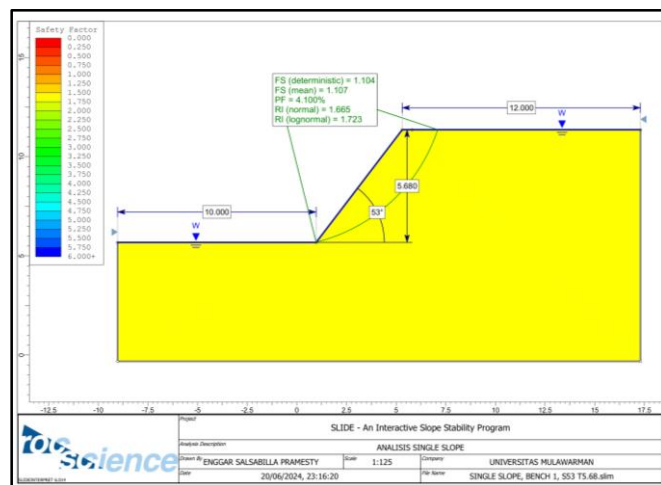 Safety Factor
0.000
0.250
0.500
0.750
1.000
1.250
1.500
1.750
2.000
2.250
2.500
2.750
3.000
3.250
3.500
3.750
4.000
4.250
4.500
4.750
5.000
5.250
5.500
5.750
6.000+
FS (deterministic) = 1.104
FS (mean) = 1.107
PF = 4.100%
RI (normal) = 1.665
RI (lognormal) = 1.723
12.000
W
5.680
10.000
W
53°
15
10
5
0
-12.5 -10 -7.5 -5 -2.5 0 2.5 5 7.5 10 12.5 15 17.5
rocscience
Project
SLIDE - An Interactive Slope Stability Program
Analysis Description
ANALISIS SINGLE SLOPE
Drawn By ENGGAR SALSABILLA PRAMESTY Scale 1:125 Company UNIVERSITAS MULAWARMAN
Date 20/06/2024, 23:16:20 File Name SINGLE SLOPE, BENCH 1, S53 T5.68.slim